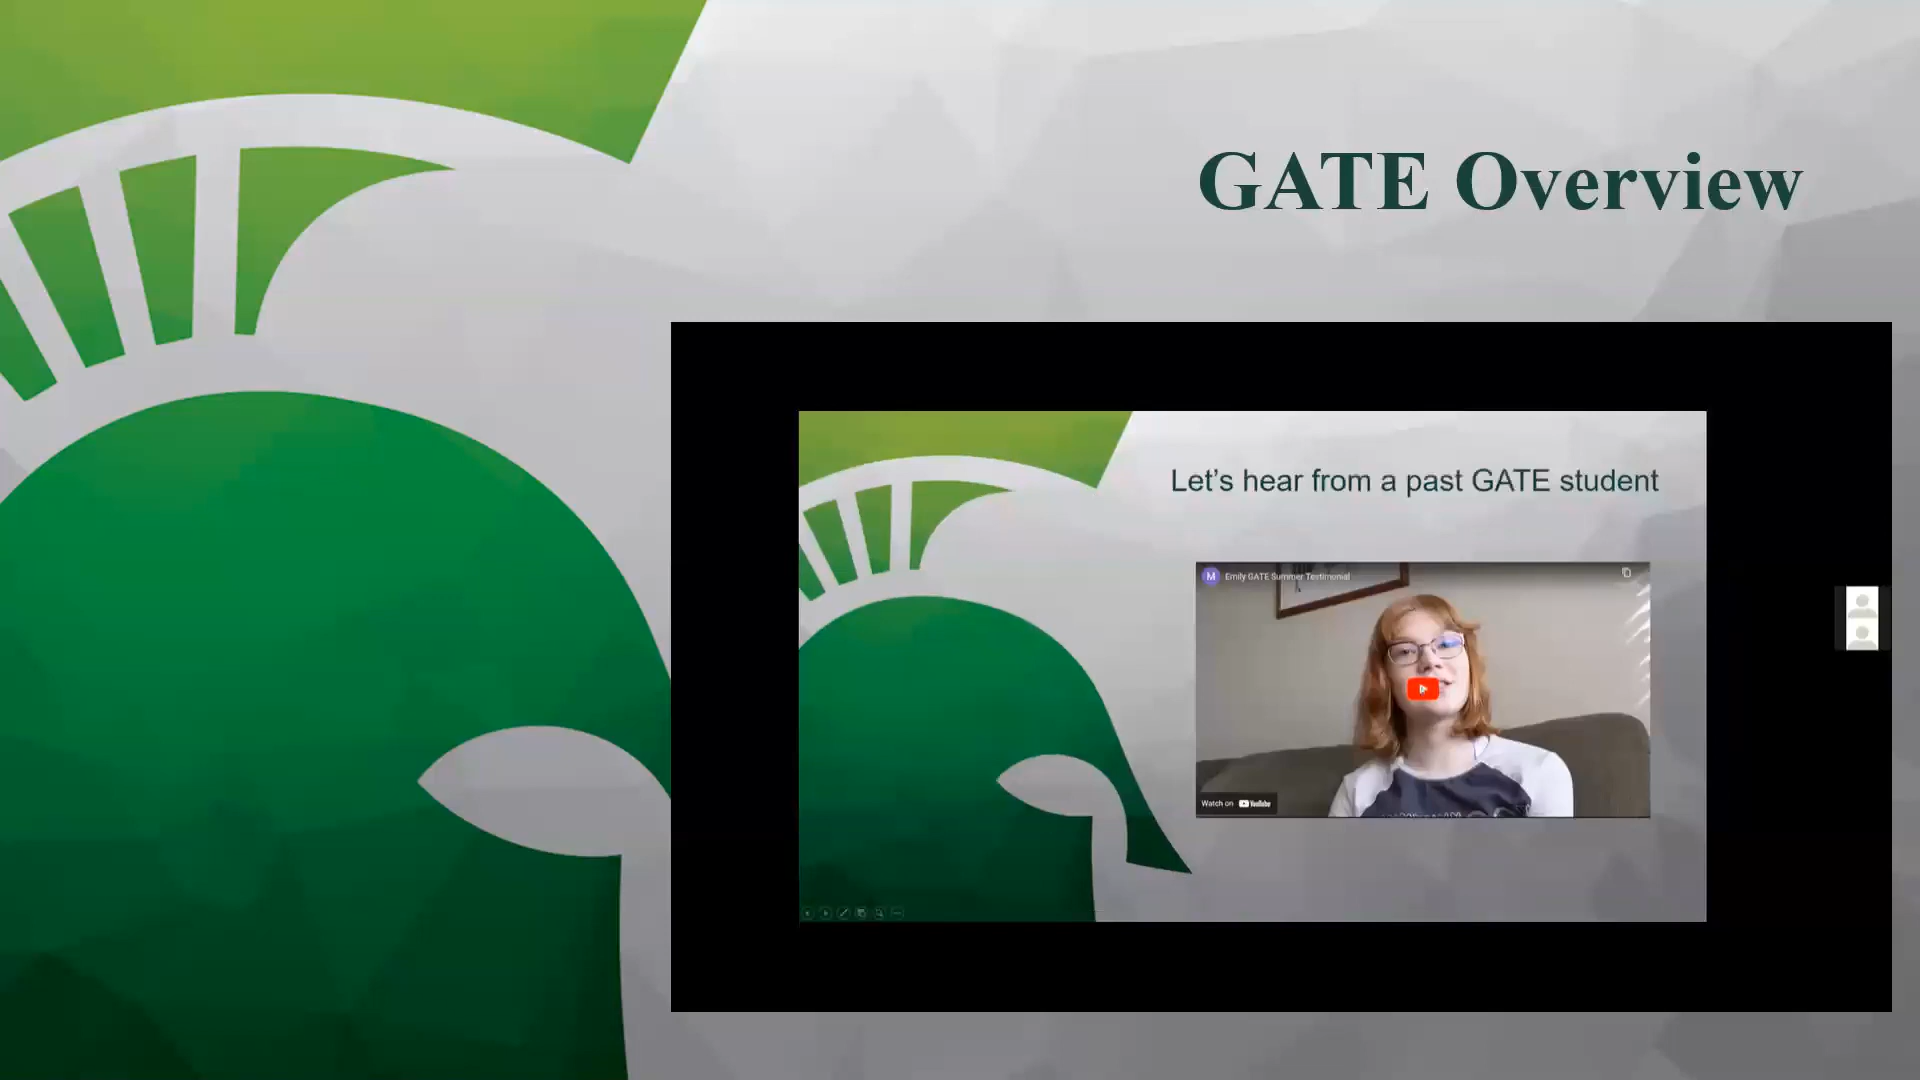 GATE Overview
Let's hear from a past GATE student
M
Emily GATE Summer Testimonial
Watch on YouTube